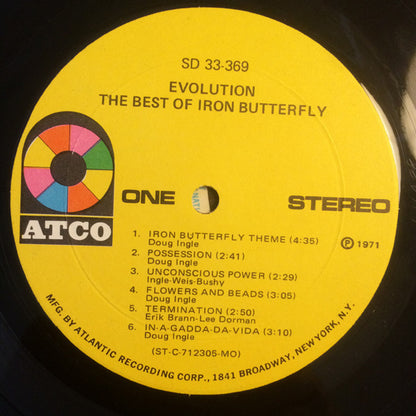 SD 33-369
EVOLUTION
THE BEST OF IRON BUTTERFLY
ATCO
ONE
STEREO
1. IRON BUTTERFLY THEME (4:35)
Doug Ingle
℗ 1971
2. POSSESSION (2:41)
Doug Ingle
3. UNCONSCIOUS POWER (2:29)
Ingle-Weis-Bushy
4. FLOWERS AND BEADS (3:05)
Doug Ingle
5. TERMINATION (2:50)
Erik Brann-Lee Dorman
6. IN-A-GADDA-DA-VIDA (3:10)
Doug Ingle
(ST-C-712305-MO)
MFG. BY ATLANTIC RECORDING CORP., 1841 BROADWAY, NEW YORK, N.Y.